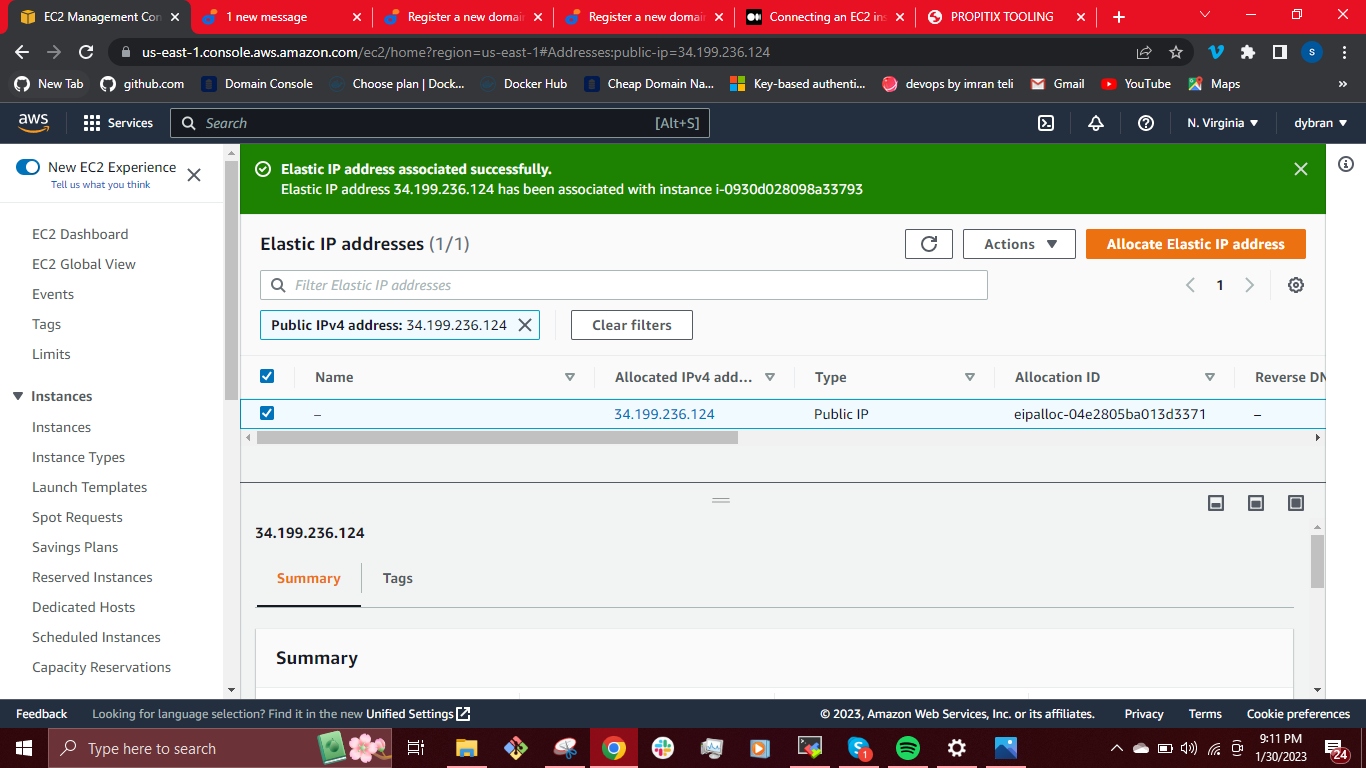 EC2 Management Con
1 new message
Register a new domai
Register a new domai
Connecting an EC2 ins
PROPITIX TOOLING
us-east-1.console.aws.amazon.com/ec2/home?region=us-east-1#Addresses:public-ip=34.199.236.124
S
New Tab
github.com
Domain Console
Choose plan | Dock...
Docker Hub
Cheap Domain Na...
Key-based authenti...
devops by imran teli
Gmail
YouTube
Maps
»
aws
Services
Search
[Alt+S]
N. Virginia
dybran
New EC2 Experience
Tell us what you think
EC2 Dashboard
EC2 Global View
Events
Tags
Limits
Instances
Instances
Instance Types
Launch Templates
Spot Requests
Savings Plans
Reserved Instances
Dedicated Hosts
Scheduled Instances
Capacity Reservations
Elastic IP address associated successfully.
Elastic IP address 34.199.236.124 has been associated with instance i-0930d028098a33793
Elastic IP addresses (1/1)
Actions
Allocate Elastic IP address
Filter Elastic IP addresses
1
Public IPv4 address: 34.199.236.124
Clear filters
Name
Allocated IPv4 add...
Type
Allocation ID
Reverse DN
–
34.199.236.124
Public IP
eipalloc-04e2805ba013d3371
–
34.199.236.124
Summary
Tags
Summary
Feedback
Looking for language selection? Find it in the new Unified Settings
© 2023, Amazon Web Services, Inc. or its affiliates.
Privacy
Terms
Cookie preferences
Type here to search
1
9:11 PM
1/30/2023
24